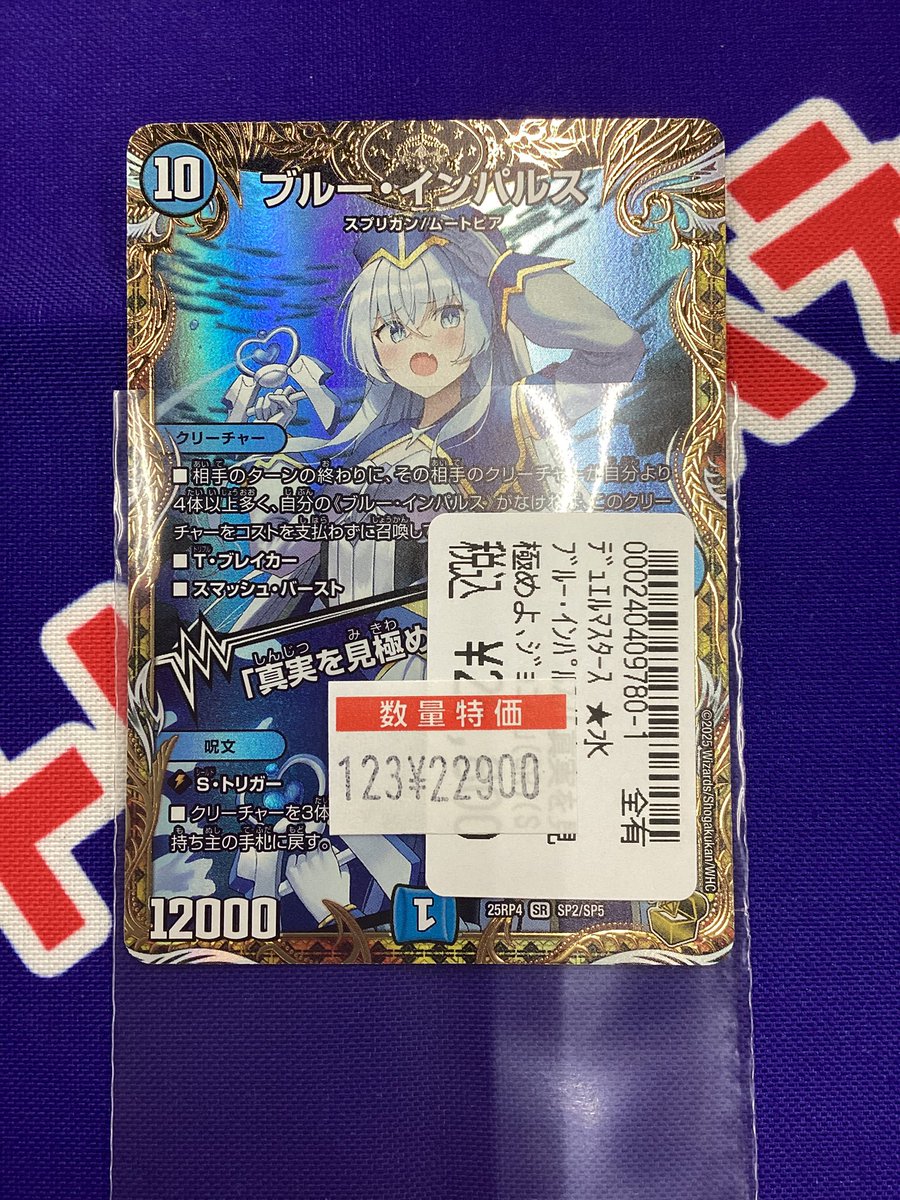 10
ブルー・インパルス
スプリガン/ムートピア
クリーチャー
■相手のターンの終わりに、その相手のクリーチャーが自分より
4体以上多く、自分の《ブルー・インパルス》がなければ、このクリー
チャーをコストを支払わずに召喚して
■T・ブレイカー
■スマッシュ・バースト
「真実を見極め
呪文
S・トリガー
■クリーチャーを3体
持ち主の手札に戻す。
12000
1
25RP4 SR SP2/SP5
©2025 Wizards/Shogakukan/WHC
000240409780-1
デュエルマスターズ ★水
全有
ブルー・インパル
極めよ、ジ
税込
数量特価
123¥22900